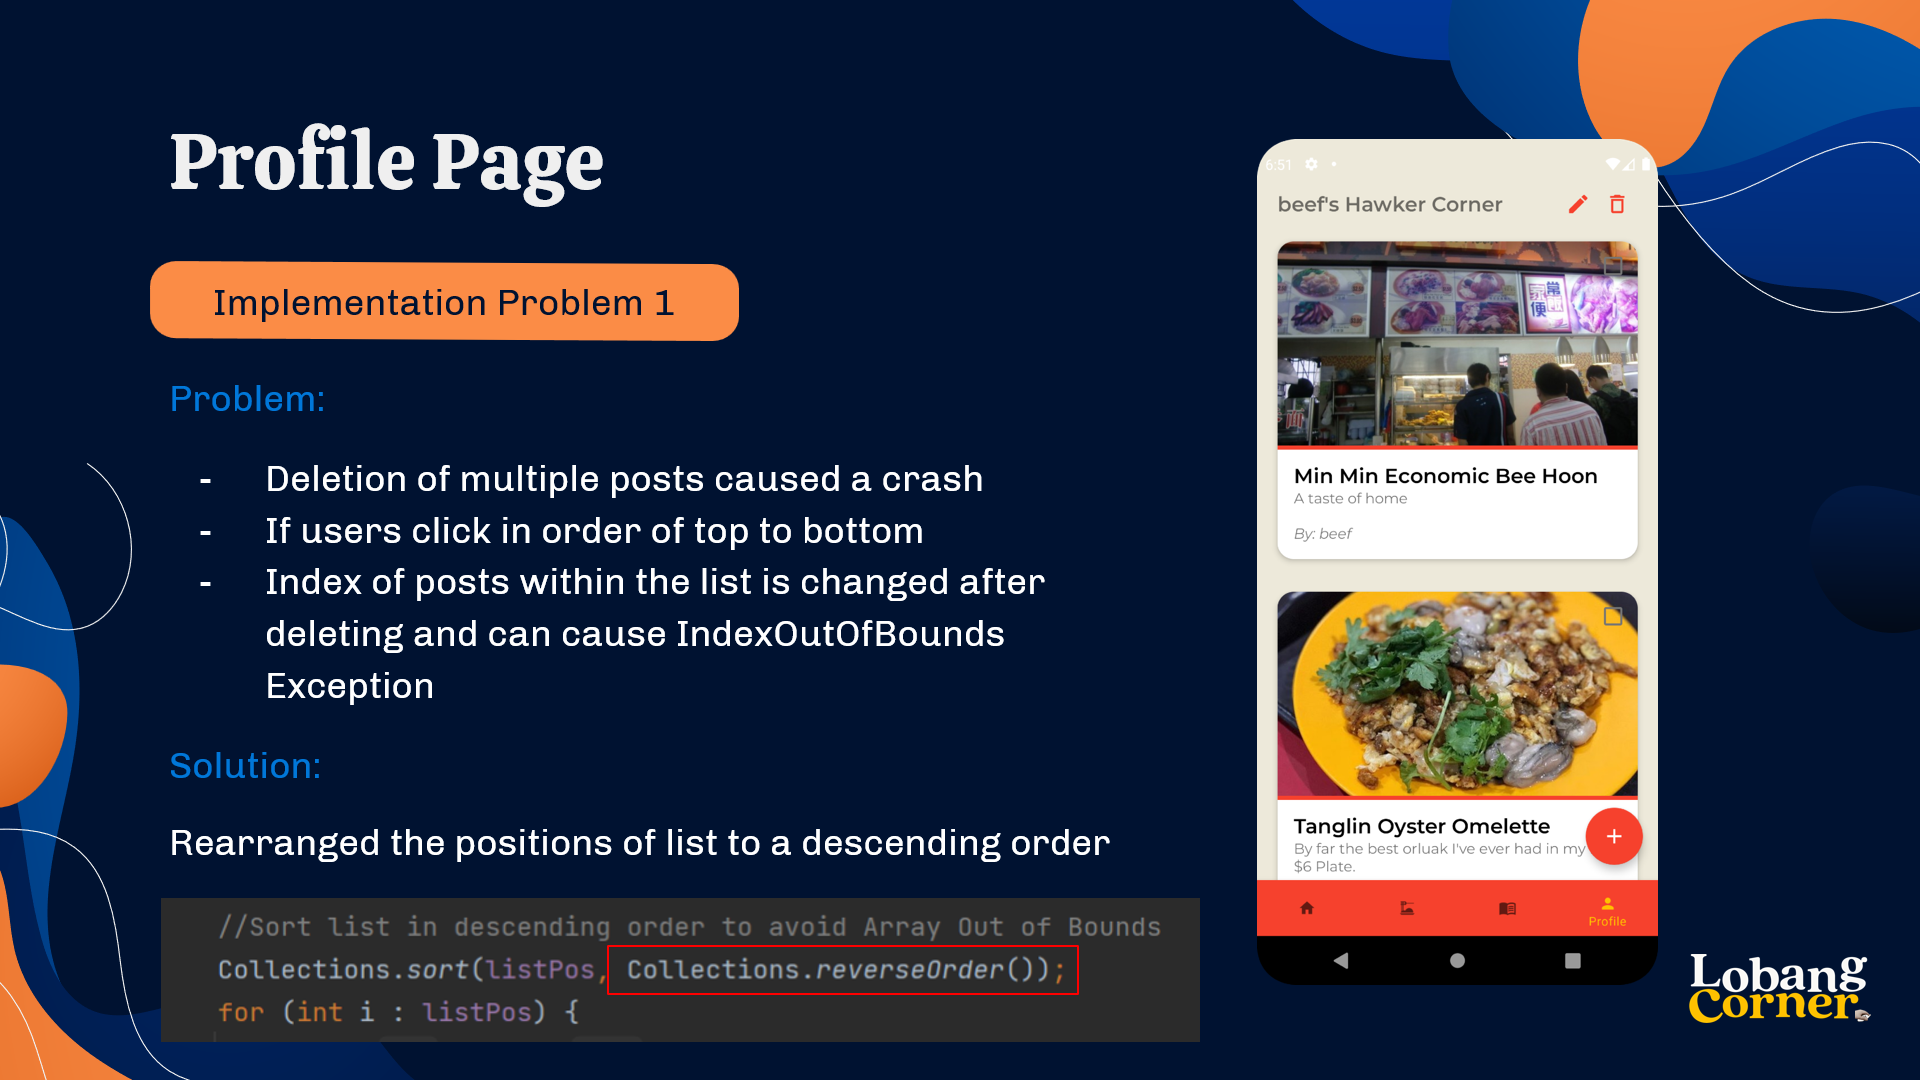 Profile Page
Implementation Problem 1
Problem:
- Deletion of multiple posts caused a crash
- If users click in order of top to bottom
- Index of posts within the list is changed after
deleting and can cause IndexOutOfBounds
Exception
Solution:
Rearranged the positions of list to a descending order
//Sort list in descending order to avoid Array Out of Bounds
Collections.sort(listPos, Collections.reverseOrder());
for (int i : listPos) {
6:51
beef's Hawker Corner
常
家
便
Min Min Economic Bee Hoon
A taste of home
By: beef
Tanglin Oyster Omelette
By far the best orluak I've ever had in my
$6 Plate.
Profile
Lobang
Corner